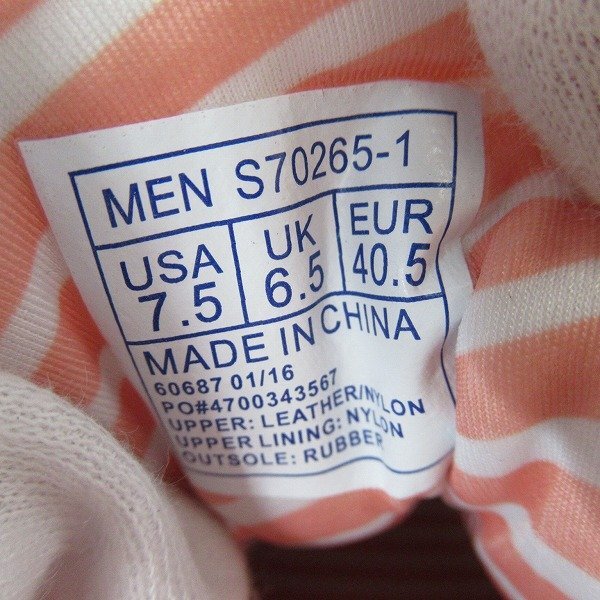 MEN S70265-1
USA UK EUR
7.5 6.5 40.5
MADE IN CHINA
60687 01/16
PO#4700343567
UPPER: LEATHER/NYLON
UPPER LINING: NYLON
OUTSOLE: RUBBER